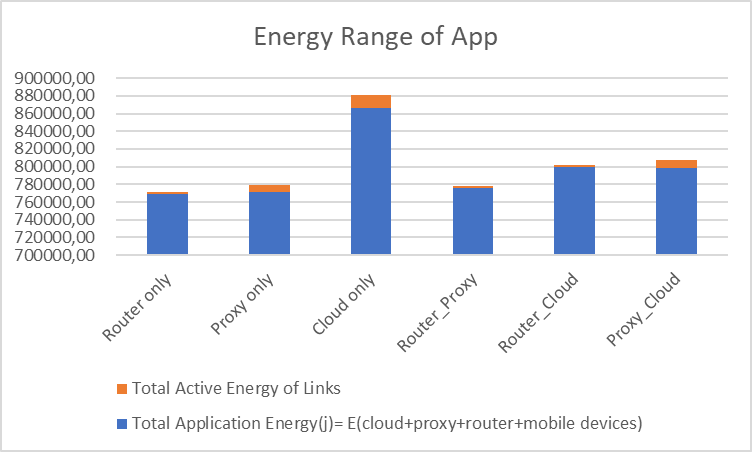 Energy Range of App
900000,00
880000,00
860000,00
840000,00
820000,00
800000,00
780000,00
760000,00
740000,00
720000,00
700000,00
Router only
Proxy only
Cloud only
Router_Proxy
Router_Cloud
Proxy_Cloud
Total Active Energy of Links
Total Application Energy(j)= E(cloud+proxy+router+mobile devices)